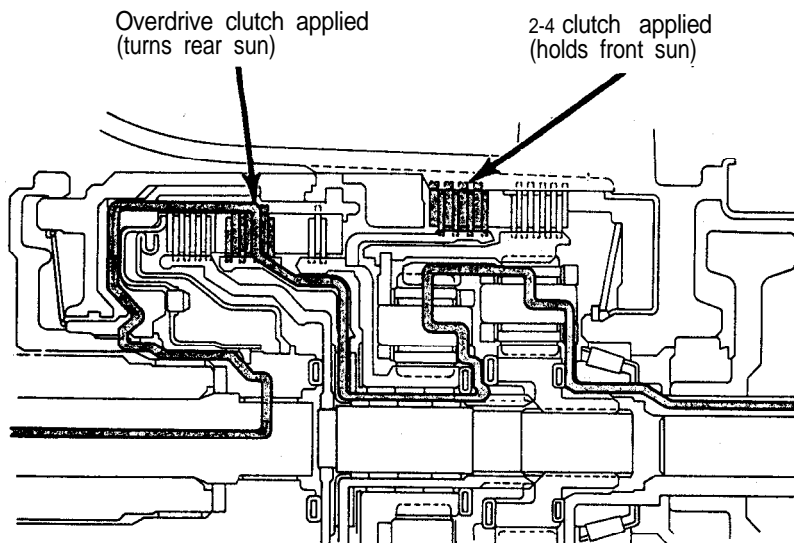 Overdrive clutch applied
(turns rear sun)
2-4 clutch applied
(holds front sun)